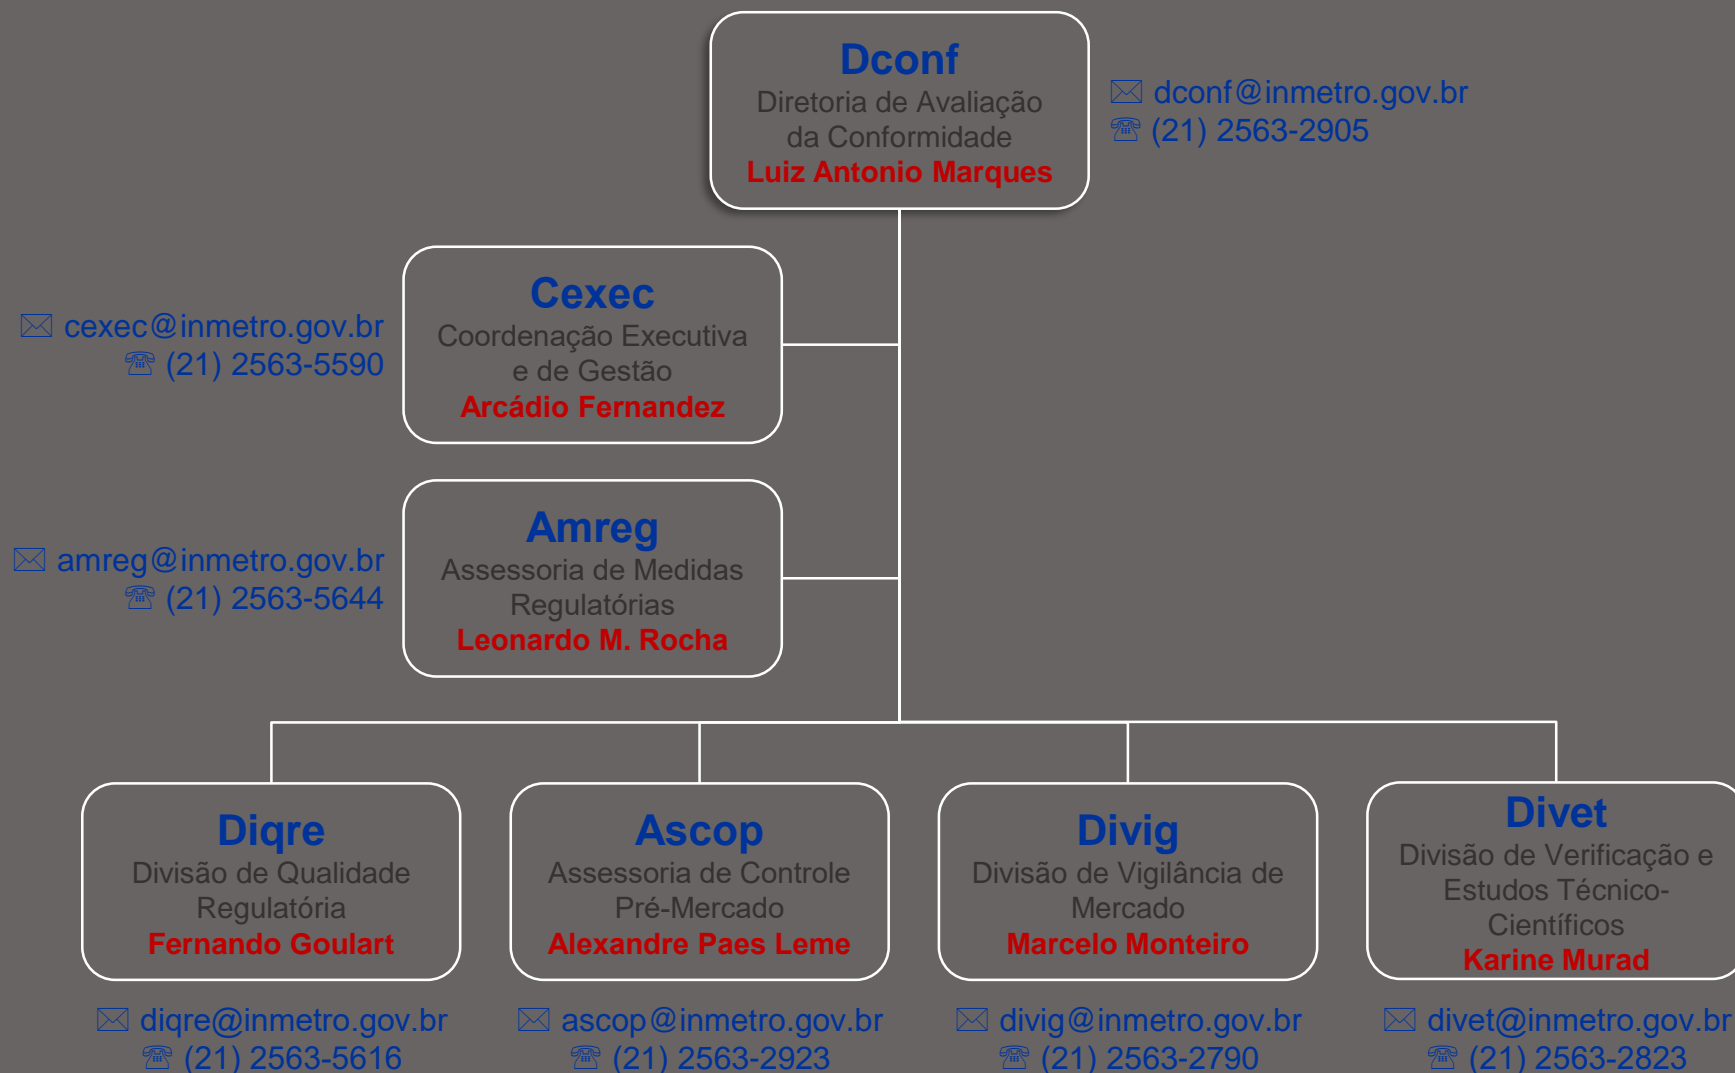 Dconf
Diretoria de Avaliação
da Conformidade
Luiz Antonio Marques
✉ dconf@inmetro.gov.br
☏ (21) 2563-2905
Cexec
Coordenação Executiva
e de Gestão
Arcádio Fernandez
✉ cexec@inmetro.gov.br
☏ (21) 2563-5590
Amreg
Assessoria de Medidas
Regulatórias
Leonardo M. Rocha
✉ amreg@inmetro.gov.br
☏ (21) 2563-5644
Diqre
Divisão de Qualidade
Regulatória
Fernando Goulart
✉ diqre@inmetro.gov.br
☏ (21) 2563-5616
Ascop
Assessoria de Controle
Pré-Mercado
Alexandre Paes Leme
✉ ascop@inmetro.gov.br
☏ (21) 2563-2923
Divig
Divisão de Vigilância de
Mercado
Marcelo Monteiro
✉ divig@inmetro.gov.br
☏ (21) 2563-2790
Divet
Divisão de Verificação e
Estudos Técnico-
Científicos
Karine Murad
✉ divet@inmetro.gov.br
☏ (21) 2563-2823